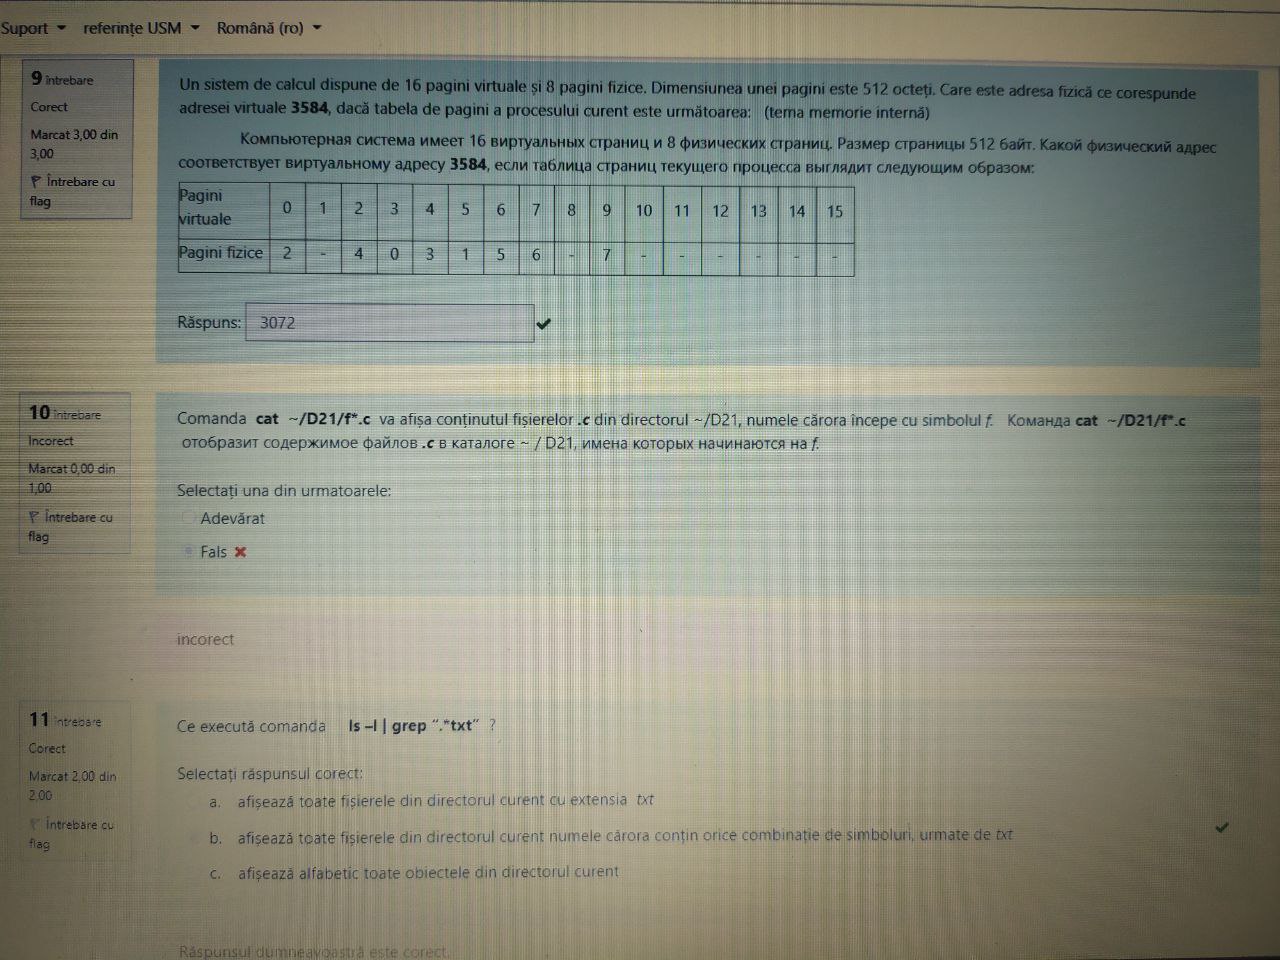 Suport referințe USM Română (ro)
9 întrebare
Corect
Marcat 3,00 din
3,00
Întrebare cu
flag
Un sistem de calcul dispune de 16 pagini virtuale și 8 pagini fizice. Dimensiunea unei pagini este 512 octeți. Care este adresa fizică ce corespunde
adresei virtuale 3584, dacă tabela de pagini a procesului curent este următoarea: (tema memorie internă)
Компьютерная система имеет 16 виртуальных страниц и 8 физических страниц. Размер страницы 512 байт. Какой физический адрес
соответствует виртуальному адресу 3584, если таблица страниц текущего процесса выглядит следующим образом:
Pagini
virtuale 0 1 2 3 4 5 6 7 8 9 10 11 12 13 14 15
Pagini fizice 2 - 4 0 3 1 5 6 - 7 - - - - - -
Răspuns: 3072
10 întrebare
Incorect
Marcat 0,00 din
1,00
Întrebare cu
flag
Comanda cat ~/D21/f*.c va afișa conținutul fișierelor .c din directorul ~/D21, numele cărora începe cu simbolul f. Команда cat ~/D21/f*.c
отобразит содержимое файлов .c в каталоге ~ / D21, имена которых начинаются на f.
Selectați una din urmatoarele:
Adevărat
Fals
incorect
11 întrebare
Corect
Marcat 2,00 din
2,00
Întrebare cu
flag
Ce execută comanda ls –l | grep “.*txt” ?
Selectați răspunsul corect:
a. afișează toate fișierele din directorul curent cu extensia txt
b. afișează toate fișierele din directorul curent numele cărora conțin orice combinație de simboluri, urmate de txt
c. afișează alfabetic toate obiectele din directorul curent
Răspunsul dumneavoastră este corect.